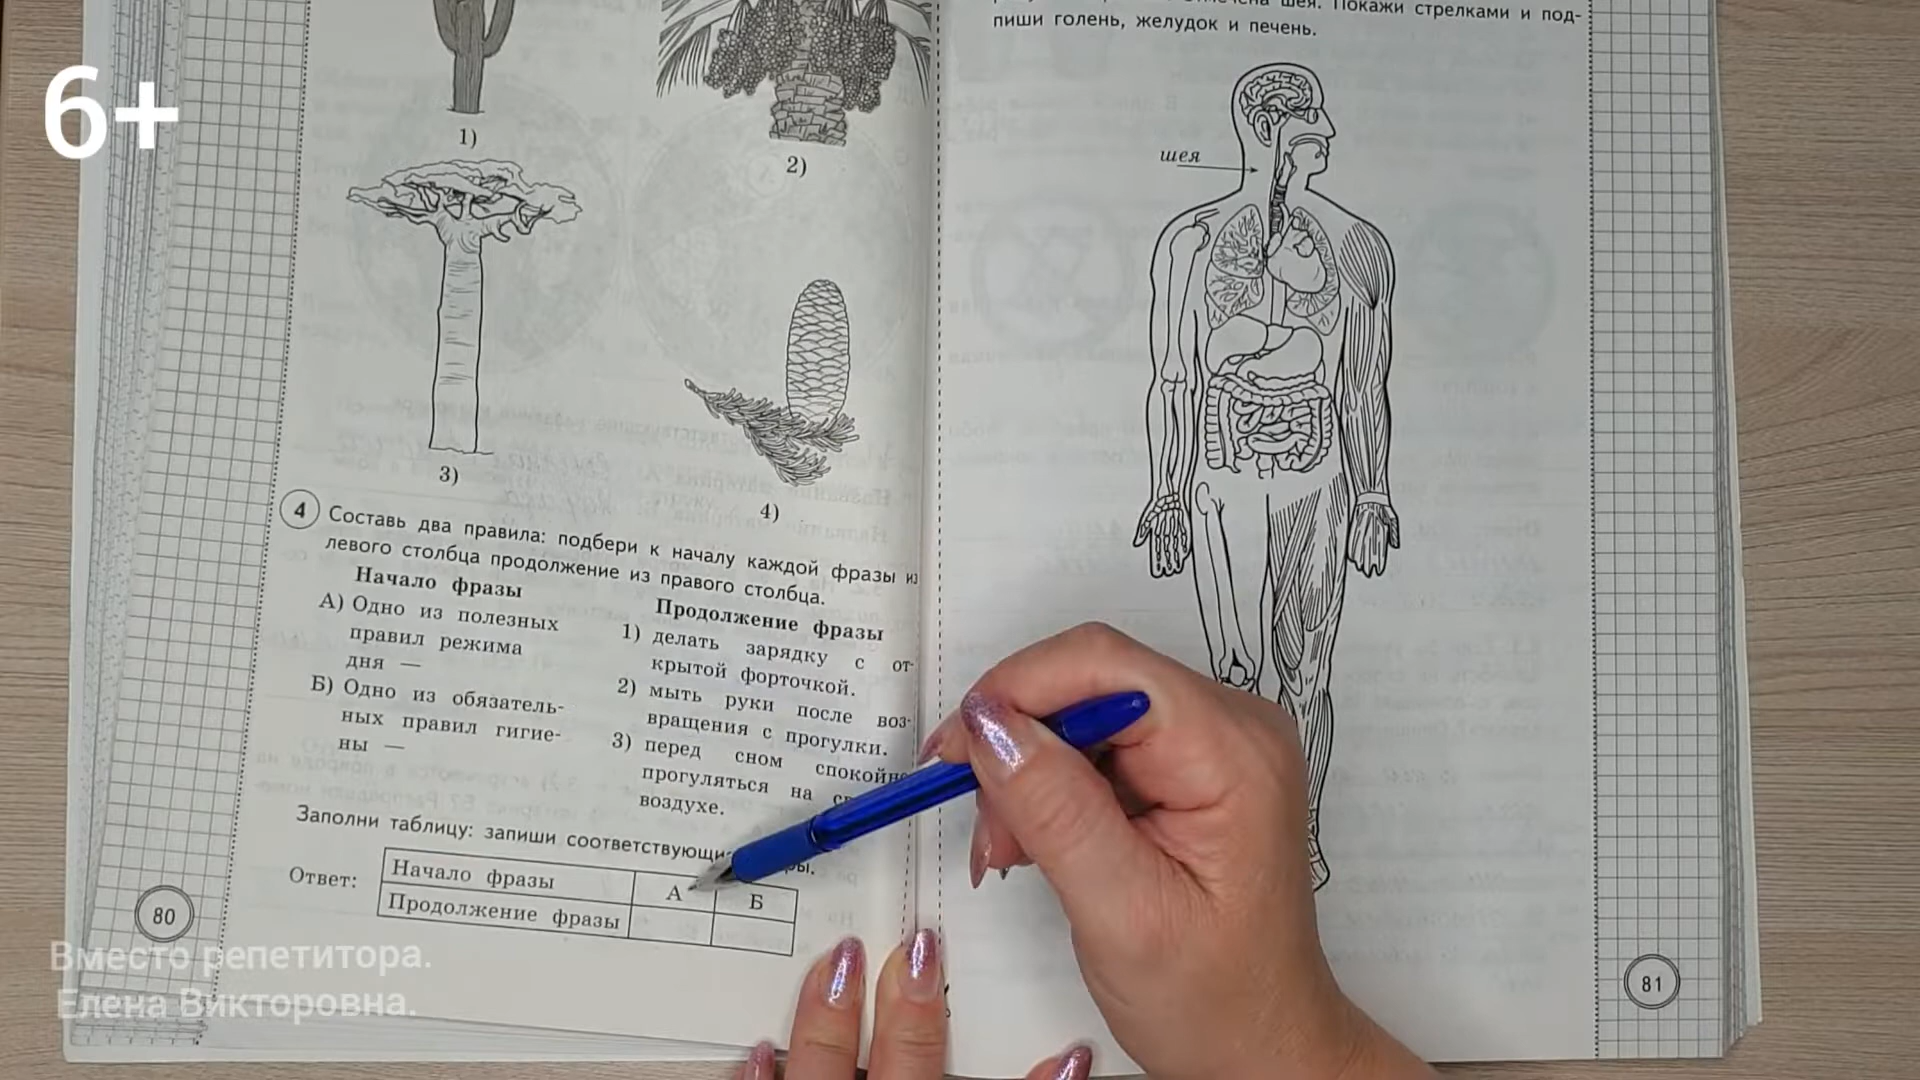 6+
1)
2)
3)
4)
4 Составь два правила: подбери к началу каждой фразы из
левого столбца продолжение из правого столбца.
Начало фразы
А) Одно из полезных
правил режима
дня —
Б) Одно из обязатель-
ных правил гигие-
ны —
Продолжение фразы
1) делать зарядку с от-
крытой форточкой.
2) мыть руки после воз-
вращения с прогулки.
3) перед сном спокойно
прогуляться на
воздухе.
Заполни таблицу: запиши
Ответ:
Начало фразы А Б
Продолжение фразы
80
Вместо репетитора.
Елена Викторовна.
шея. Покажи стрелками и под-
пиши голень, желудок и печень.
шея
81